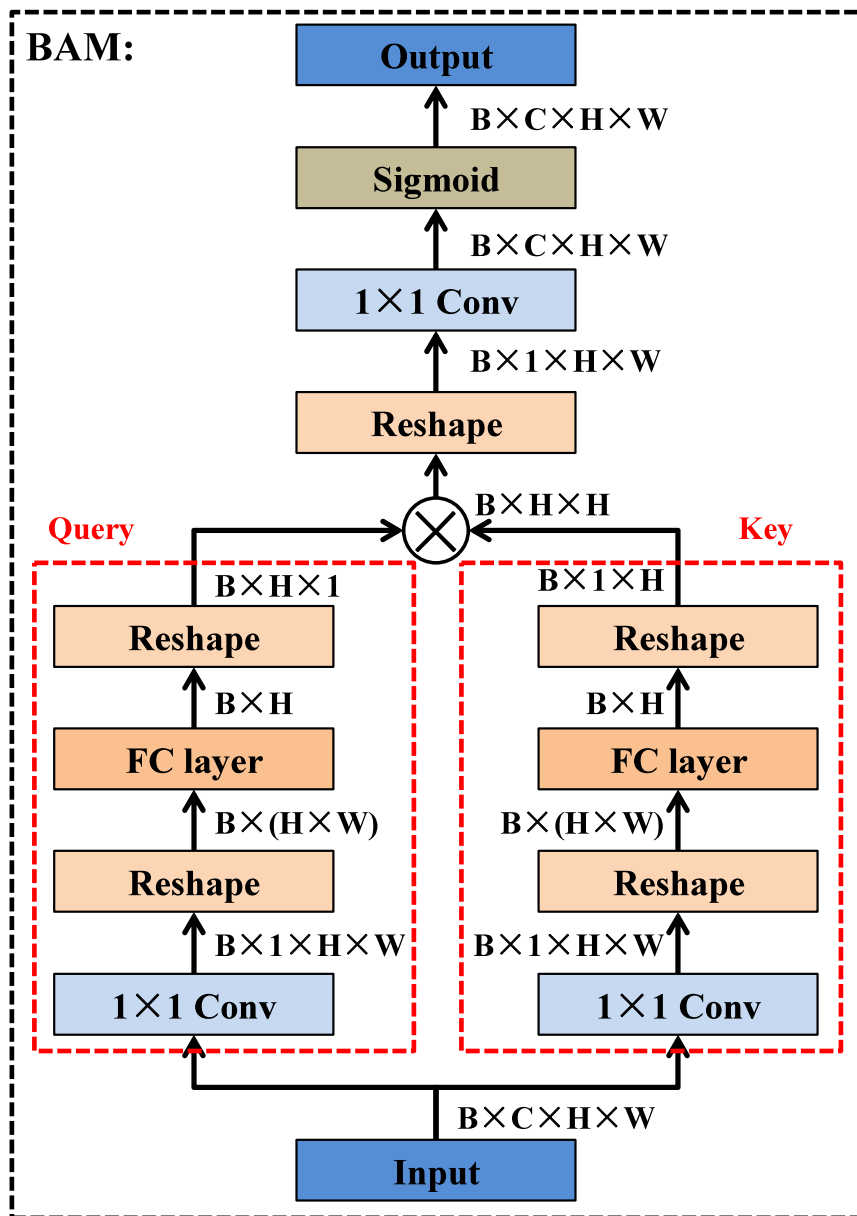 BAM:
Output
B×C×H×W
Sigmoid
B×C×H×W
1×1 Conv
B×1×H×W
Reshape
B×H×H
Query
Key
B×H×1
B×1×H
Reshape
Reshape
B×H
B×H
FC layer
FC layer
B×(H×W)
B×(H×W)
Reshape
Reshape
B×1×H×W
B×1×H×W
1×1 Conv
1×1 Conv
B×C×H×W
Input